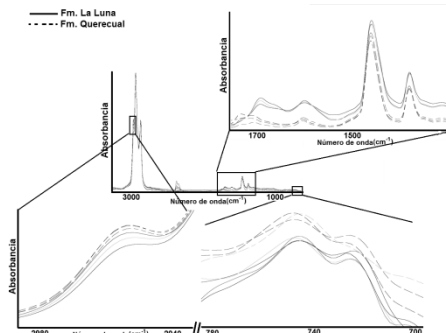 Fm. La Luna
Fm. Querecual
Absorbancia
1700
1500
Número de onda(cm⁻¹)
Absorbancia
3000
1000
Número de onda(cm⁻¹)
Absorbancia
2980
2940
780
740
700